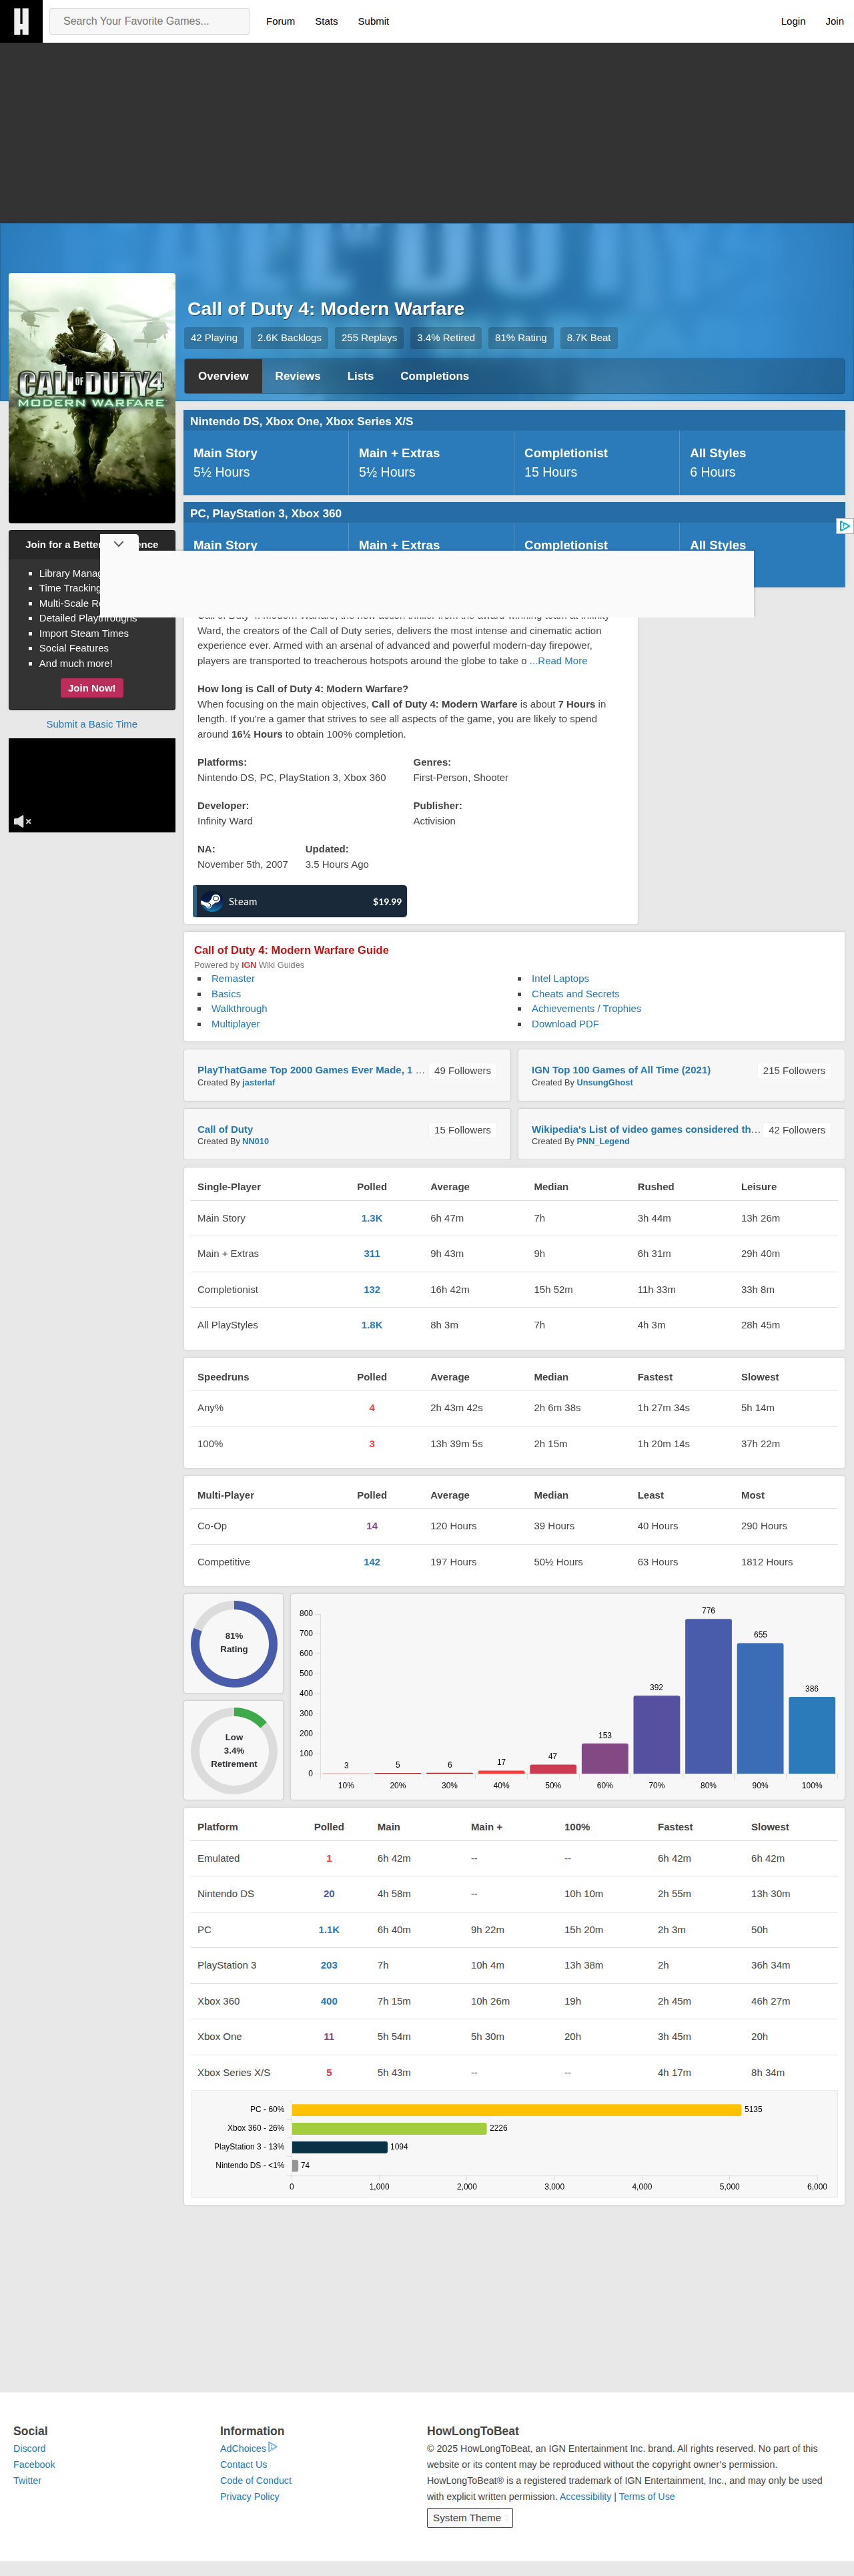 H
Search Your Favorite Games...
Forum
Stats
Submit
Login
Join
CALL OF DUTY 4
MODERN WARFARE
Call of Duty 4: Modern Warfare
42 Playing
2.6K Backlogs
255 Replays
3.4% Retired
81% Rating
8.7K Beat
Overview
Reviews
Lists
Completions
Nintendo DS, Xbox One, Xbox Series X/S
Main Story
Main + Extras
Completionist
All Styles
5½ Hours
5½ Hours
15 Hours
6 Hours
PC, PlayStation 3, Xbox 360
Main Story
Main + Extras
Completionist
All Styles
Join for a Better
Library
Time Tracking
Multi-Scale
Detailed Playthroughs
Import Steam Times
Social Features
And much more!
Join Now!
Submit a Basic Time
Ward, the creators of the Call of Duty series, delivers the most intense and cinematic action
experience ever. Armed with an arsenal of advanced and powerful modern-day firepower,
players are transported to treacherous hotspots around the globe to take o ...Read More
How long is Call of Duty 4: Modern Warfare?
When focusing on the main objectives, Call of Duty 4: Modern Warfare is about 7 Hours in
length. If you're a gamer that strives to see all aspects of the game, you are likely to spend
around 16½ Hours to obtain 100% completion.
Platforms:
Nintendo DS, PC, PlayStation 3, Xbox 360
Genres:
First-Person, Shooter
Developer:
Infinity Ward
Publisher:
Activision
NA:
November 5th, 2007
Updated:
3.5 Hours Ago
Steam
$19.99
Call of Duty 4: Modern Warfare Guide
Powered by IGN Wiki Guides
Remaster
Basics
Walkthrough
Multiplayer
Intel Laptops
Cheats and Secrets
Achievements / Trophies
Download PDF
PlayThatGame Top 2000 Games Ever Made, 1 ...
49 Followers
Created By jasterlaf
IGN Top 100 Games of All Time (2021)
215 Followers
Created By UnsungGhost
Call of Duty
15 Followers
Created By NN010
Wikipedia's List of video games considered th...
42 Followers
Created By PNN_Legend
Single-Player Polled Average Median Rushed Leisure
Main Story 1.3K 6h 47m 7h 3h 44m 13h 26m
Main + Extras 311 9h 43m 9h 6h 31m 29h 40m
Completionist 132 16h 42m 15h 52m 11h 33m 33h 8m
All PlayStyles 1.8K 8h 3m 7h 4h 3m 28h 45m
Speedruns Polled Average Median Fastest Slowest
Any% 4 2h 43m 42s 2h 6m 38s 1h 27m 34s 5h 14m
100% 3 13h 39m 5s 2h 15m 1h 20m 14s 37h 22m
Multi-Player Polled Average Median Least Most
Co-Op 14 120 Hours 39 Hours 40 Hours 290 Hours
Competitive 142 197 Hours 50½ Hours 63 Hours 1812 Hours
81%
Rating
Low
3.4%
Retirement
800
700
600
500
400
300
200
100
0
3
5
6
17
47
153
392
776
655
386
10% 20% 30% 40% 50% 60% 70% 80% 90% 100%
Platform Polled Main Main + 100% Fastest Slowest
Emulated 1 6h 42m -- -- 6h 42m 6h 42m
Nintendo DS 20 4h 58m -- 10h 10m 2h 55m 13h 30m
PC 1.1K 6h 40m 9h 22m 15h 20m 2h 3m 50h
PlayStation 3 203 7h 10h 4m 13h 38m 2h 36h 34m
Xbox 360 400 7h 15m 10h 26m 19h 2h 45m 46h 27m
Xbox One 11 5h 54m 5h 30m 20h 3h 45m 20h
Xbox Series X/S 5 5h 43m -- -- 4h 17m 8h 34m
PC - 60% 5135
Xbox 360 - 26% 2226
PlayStation 3 - 13% 1094
Nintendo DS - <1% 74
0 1,000 2,000 3,000 4,000 5,000 6,000
Social
Discord
Facebook
Twitter
Information
AdChoices
Contact Us
Code of Conduct
Privacy Policy
HowLongToBeat
© 2025 HowLongToBeat, an IGN Entertainment Inc. brand. All rights reserved. No part of this
website or its content may be reproduced without the copyright owner's permission.
HowLongToBeat® is a registered trademark of IGN Entertainment, Inc., and may only be used
with explicit written permission. Accessibility | Terms of Use
System Theme